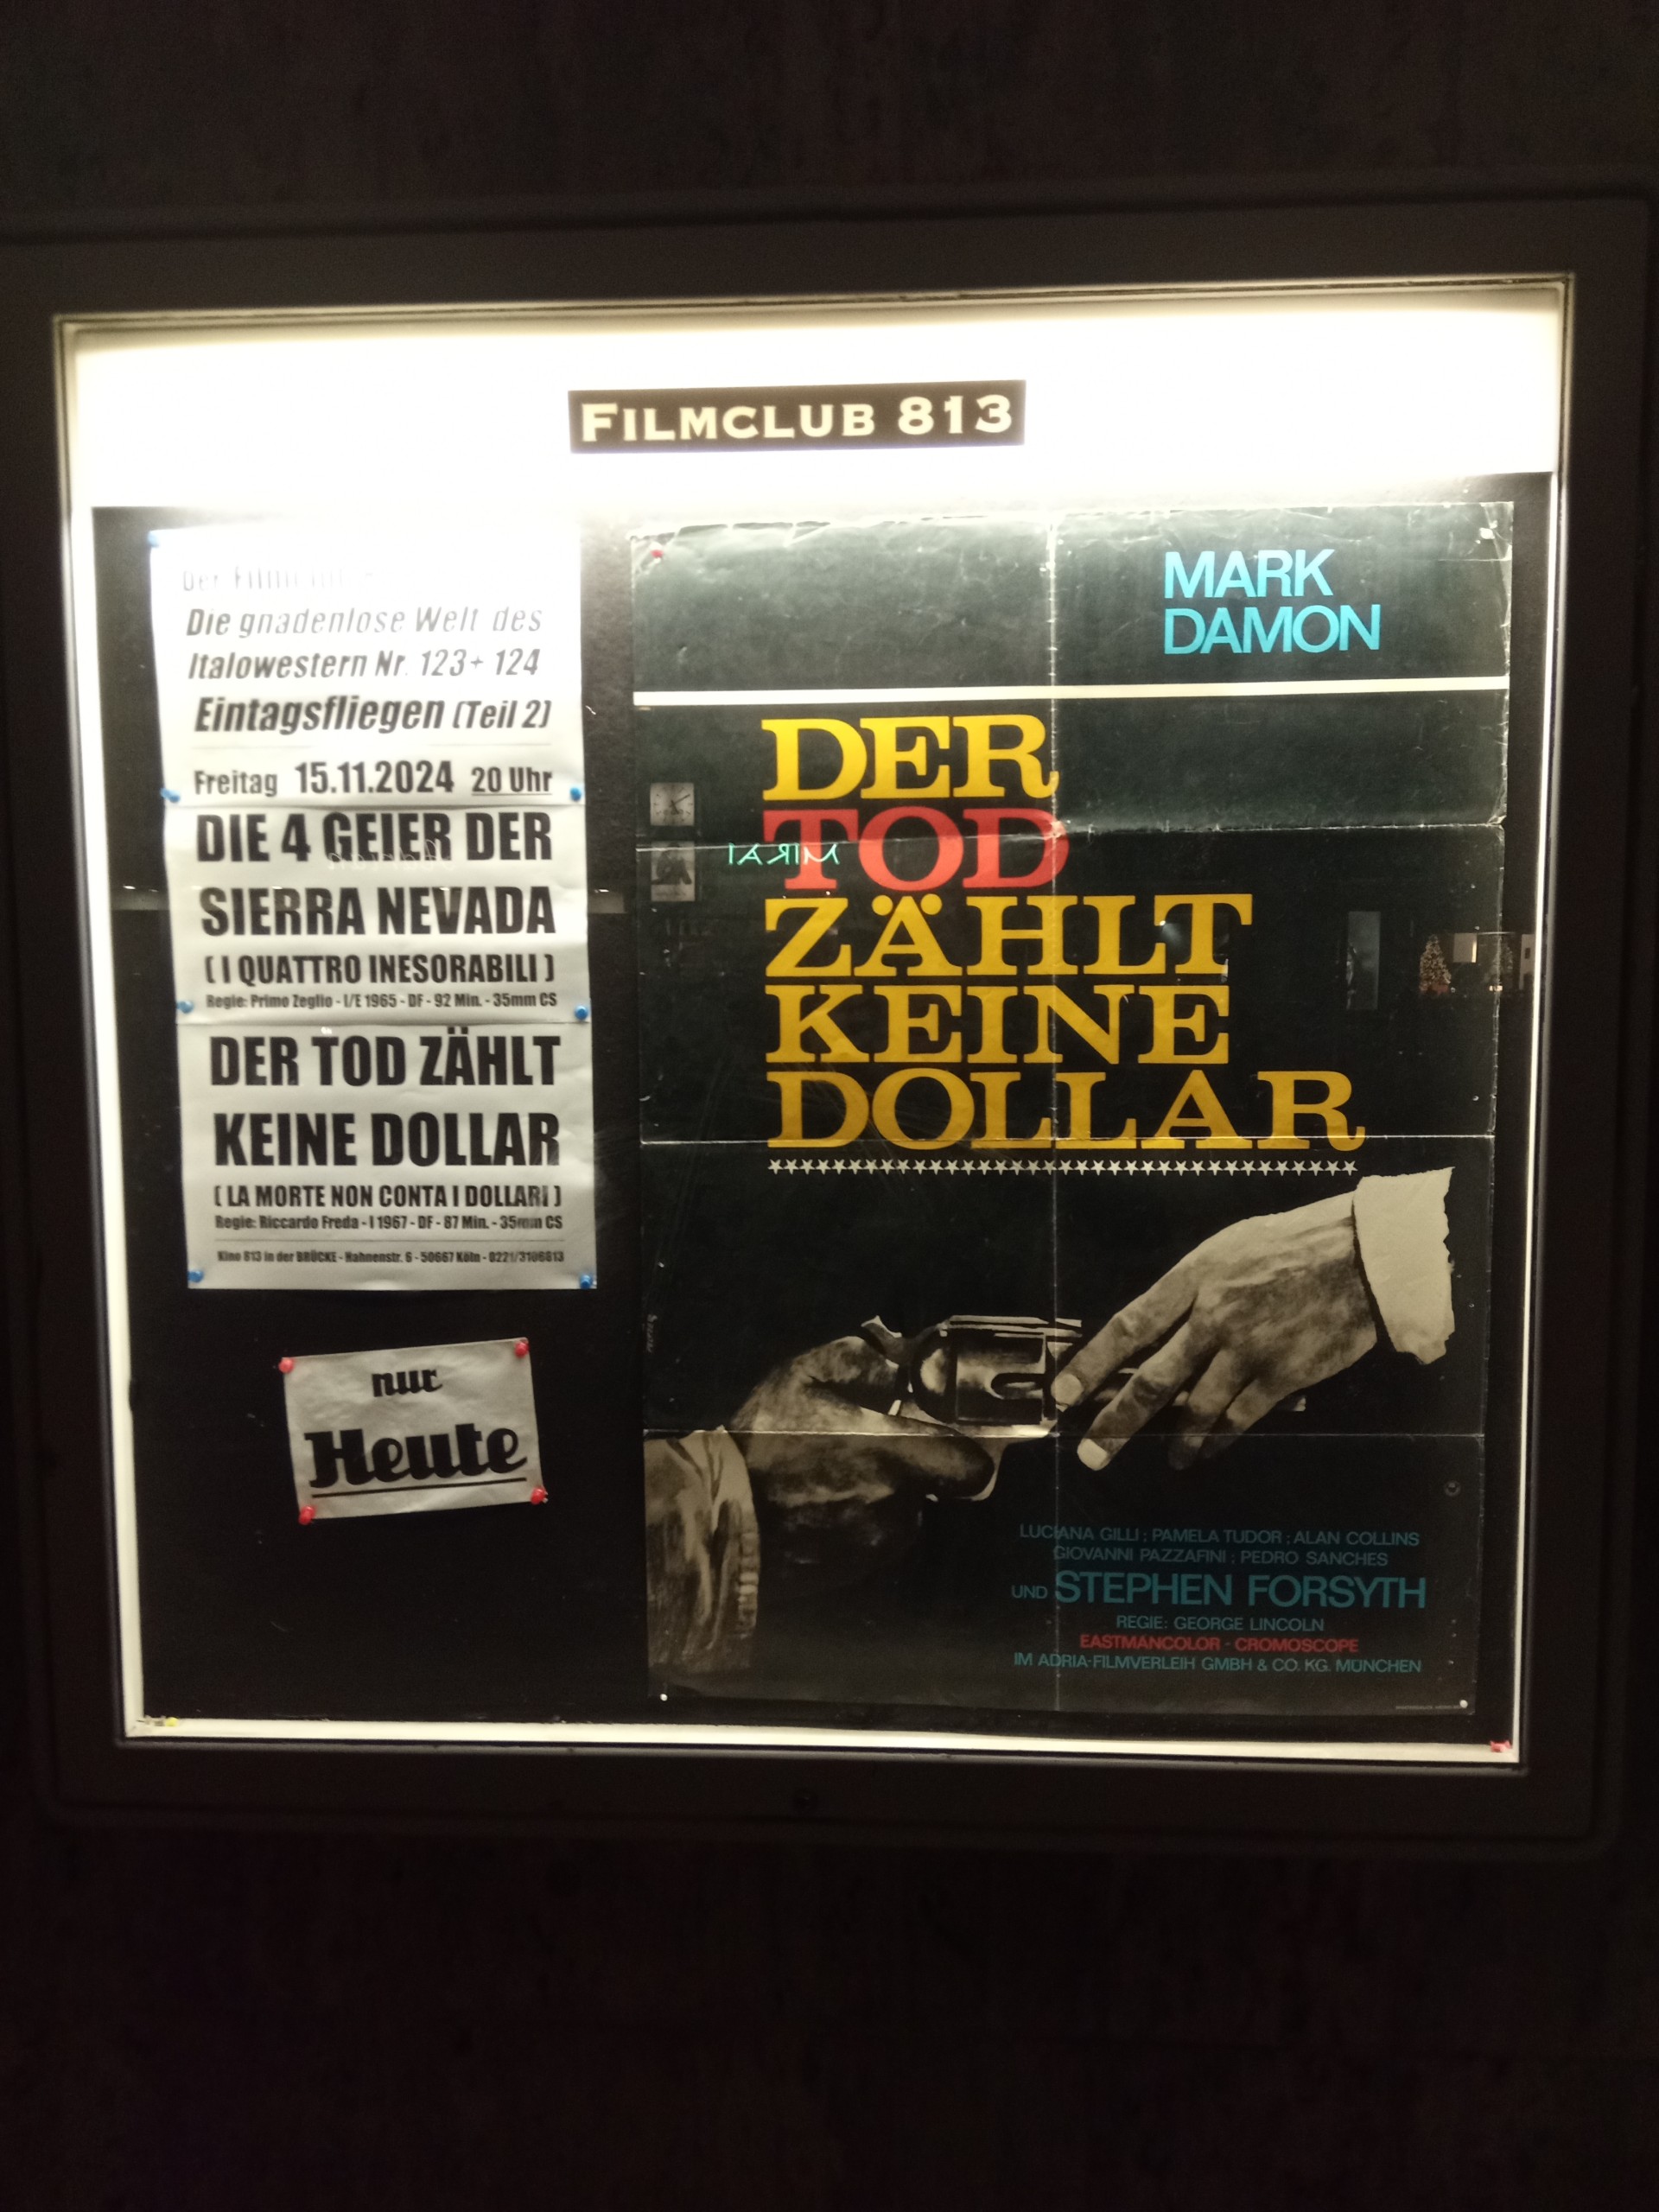 FILMCLUB 813
Die gnadenlose Welt des
Italowestern Nr. 123+ 124
Eintagsfliegen (Teil 2)
Freitag 15.11.2024 20 Uhr
DIE 4 GEIER DER
SIERRA NEVADA
( I QUATTRO INESORABILI )
Regie: Primo Zeglio - I/E 1965 - DF - 92 Min. - 35mm CS
DER TOD ZÄHLT
KEINE DOLLAR
( LA MORTE NON CONTA I DOLLARI )
Regie: Riccardo Freda - I 1967 - DF - 87 Min. - 35mm CS
Kino 813 in der BRÜCKE - Hahnenstr. 6 - 50667 Köln - 0221/3106813
nur
Heute
MARK
DAMON
DER
TOD
MIRAI
ZÄHLT
KEINE
DOLLAR
LUCIANA GILLI ; PAMELA TUDOR ; ALAN COLLINS
GIOVANNI PAZZAFINI ; PEDRO SANCHES
UND STEPHEN FORSYTH
REGIE: GEORGE LINCOLN
EASTMANCOLOR - CROMOSCOPE
IM ADRIA-FILMVERLEIH GMBH & CO. KG. MÜNCHEN